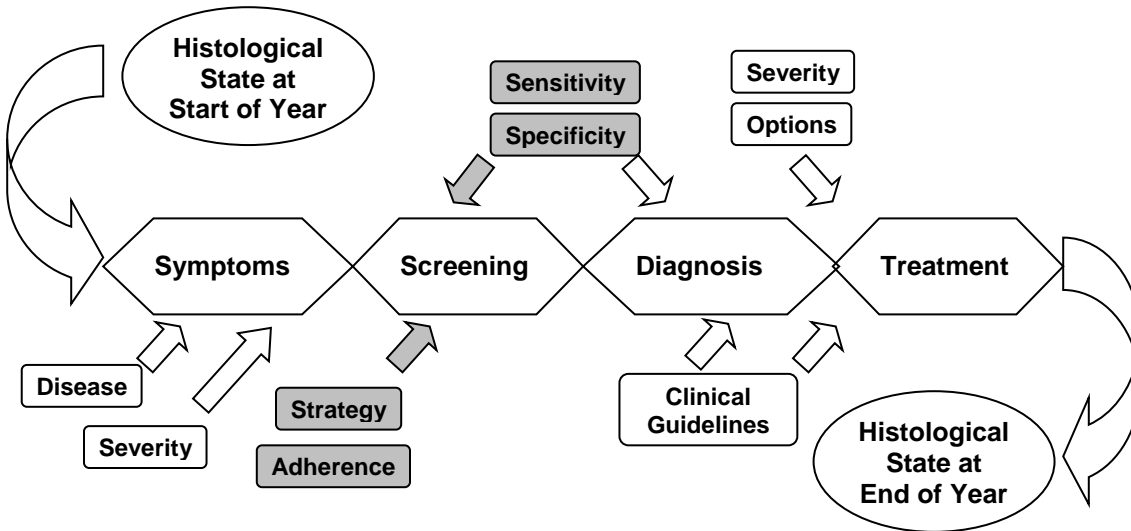 Histological
State at
Start of Year
Sensitivity
Specificity
Severity
Options
Symptoms
Screening
Diagnosis
Treatment
Disease
Severity
Strategy
Adherence
Clinical
Guidelines
Histological
State at
End of Year